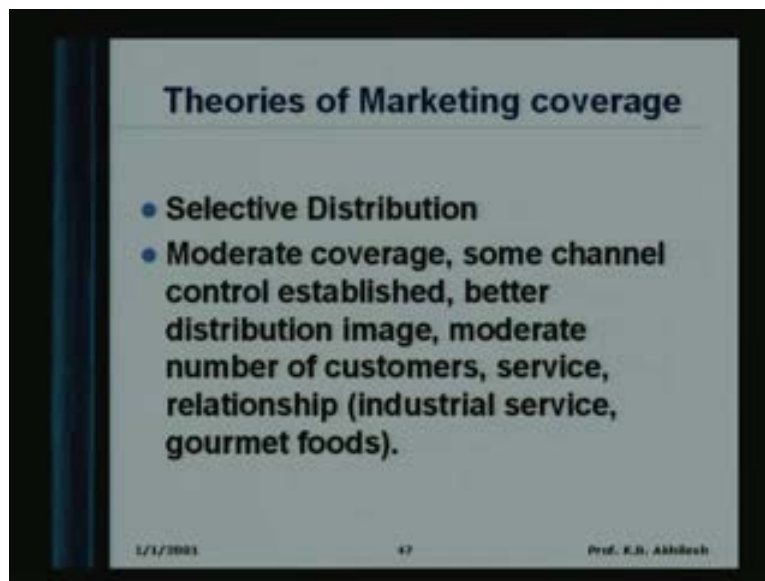 Theories of Marketing coverage
• Selective Distribution
• Moderate coverage, some channel
control established, better
distribution image, moderate
number of customers, service,
relationship (industrial service,
gourmet foods).
1/1/2001 47 Prof. K.B. Akhilesh